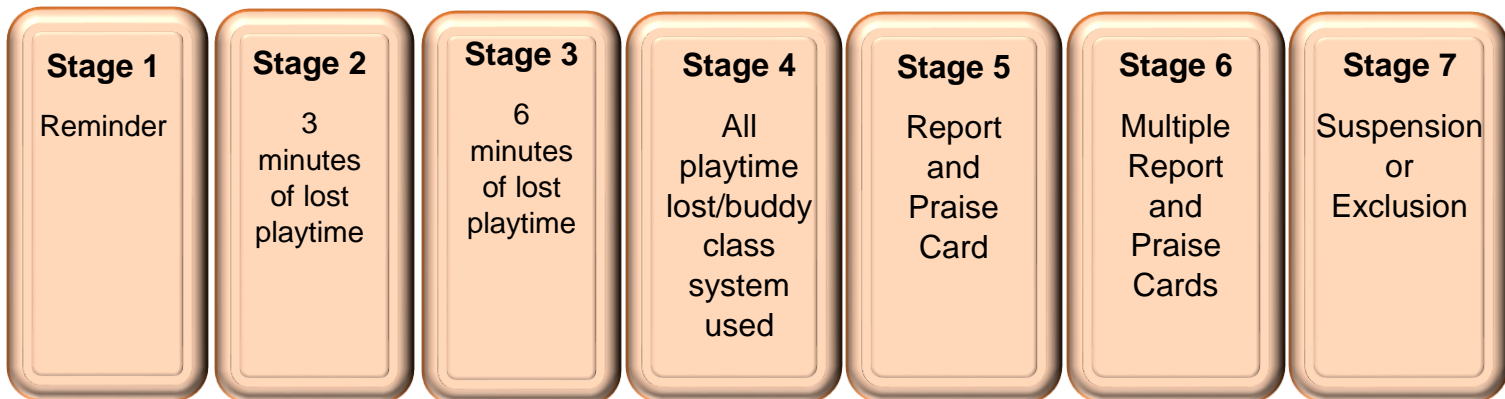 Stage 1
Reminder
Stage 2
3
minutes
of lost
playtime
Stage 3
6
minutes
of lost
playtime
Stage 4
All
playtime
lost/buddy
class
system
used
Stage 5
Report
and
Praise
Card
Stage 6
Multiple
Report
and
Praise
Cards
Stage 7
Suspension
or
Exclusion